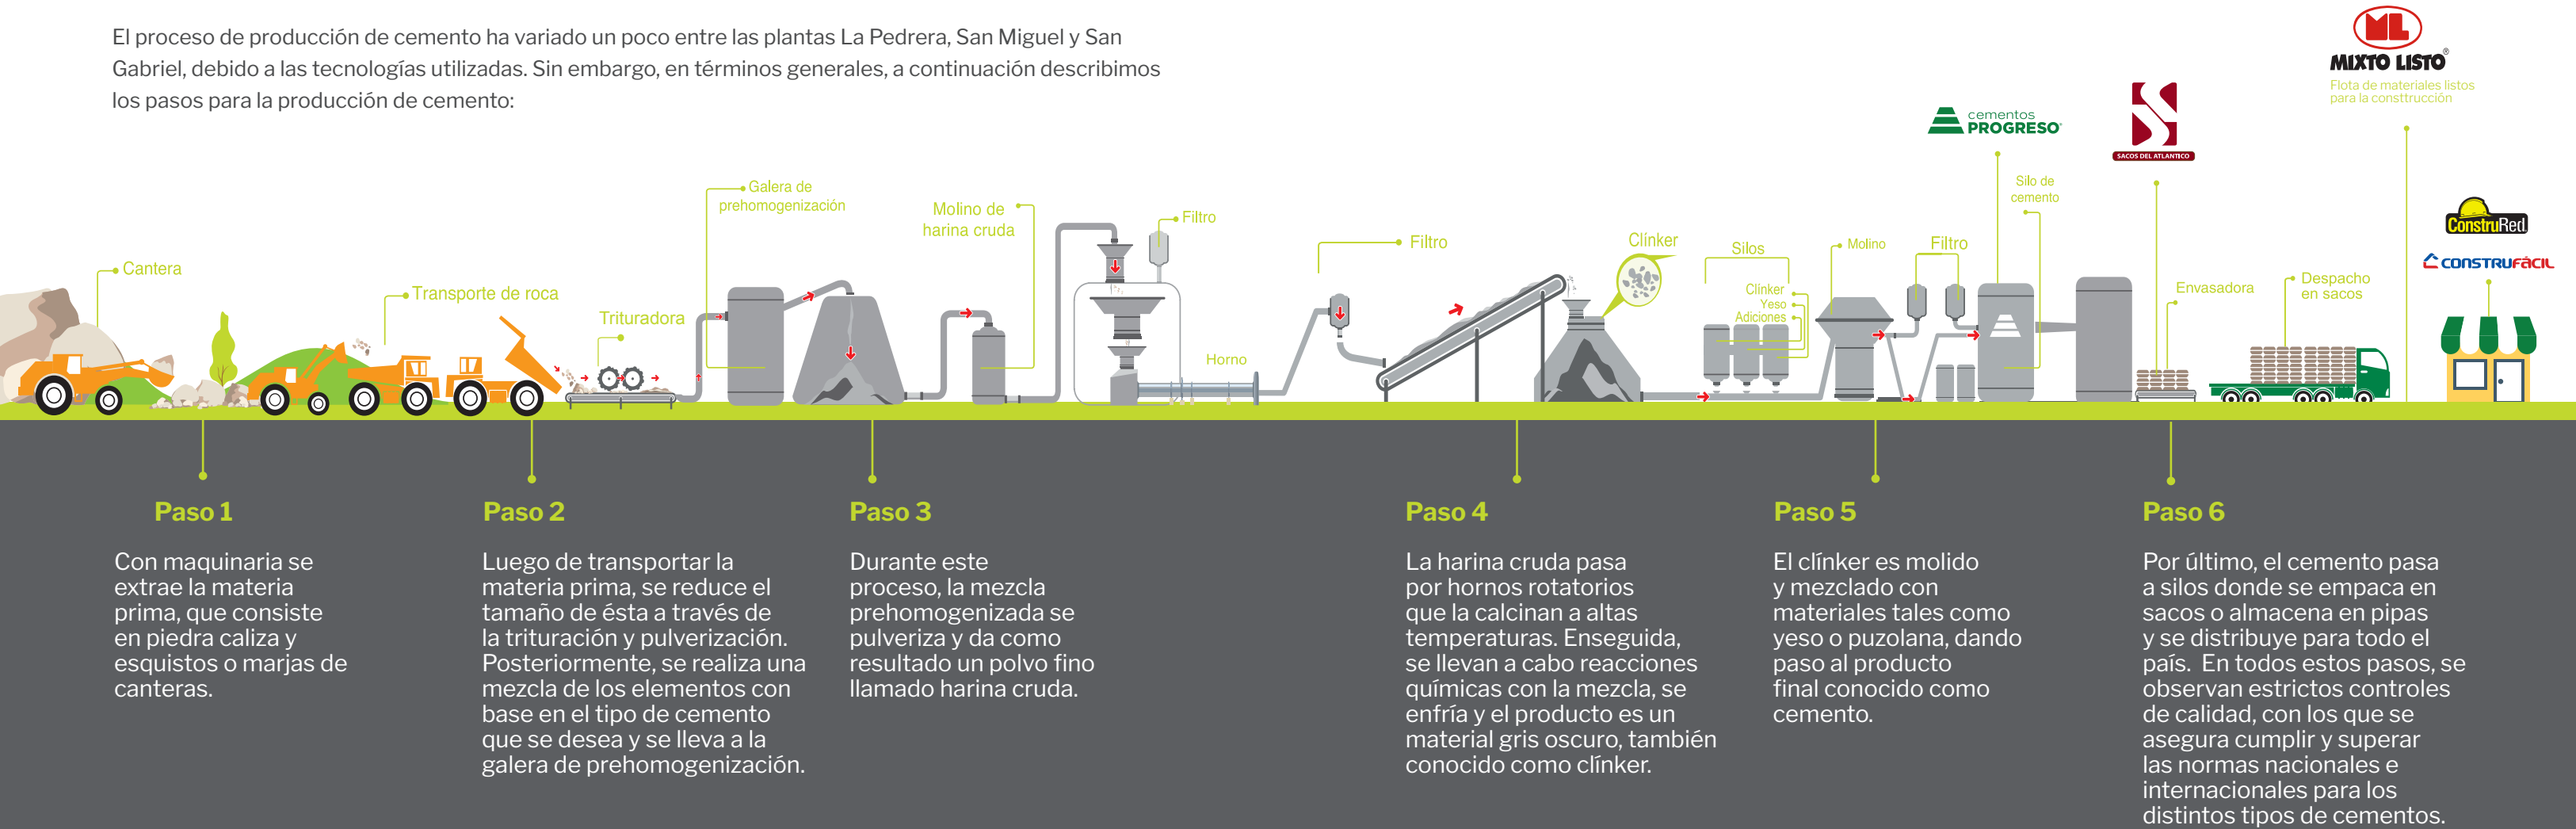 El proceso de producción de cemento ha variado un poco entre las plantas La Pedrera, San Miguel y San
Gabriel, debido a las tecnologías utilizadas. Sin embargo, en términos generales, a continuación describimos
los pasos para la producción de cemento:
ML
MIXTO LISTO®
Flota de materiales listos
para la consttrucción
cementos
PROGRESO
SACOS DEL ATLANTICO
ConstruRed
CONSTRUFÁCIL
Cantera
Transporte de roca
Trituradora
Galera de
prehomogenización
Molino de
harina cruda
Filtro
Horno
Filtro
Clínker
Silos
Clínker
Yeso
Adiciones
Molino
Filtro
Silo de
cemento
Envasadora
Despacho
en sacos
Paso 1
Con maquinaria se
extrae la materia
prima, que consiste
en piedra caliza y
esquistos o marjas de
canteras.
Paso 2
Luego de transportar la
materia prima, se reduce el
tamaño de ésta a través de
la trituración y pulverización.
Posteriormente, se realiza una
mezcla de los elementos con
base en el tipo de cemento
que se desea y se lleva a la
galera de prehomogenización.
Paso 3
Durante este
proceso, la mezcla
prehomogenizada se
pulveriza y da como
resultado un polvo fino
llamado harina cruda.
Paso 4
La harina cruda pasa
por hornos rotatorios
que la calcinan a altas
temperaturas. Enseguida,
se llevan a cabo reacciones
químicas con la mezcla, se
enfría y el producto es un
material gris oscuro, también
conocido como clínker.
Paso 5
El clínker es molido
y mezclado con
materiales tales como
yeso o puzolana, dando
paso al producto
final conocido como
cemento.
Paso 6
Por último, el cemento pasa
a silos donde se empaca en
sacos o almacena en pipas
y se distribuye para todo el
país. En todos estos pasos, se
observan estrictos controles
de calidad, con los que se
asegura cumplir y superar
las normas nacionales e
internacionales para los
distintos tipos de cementos.